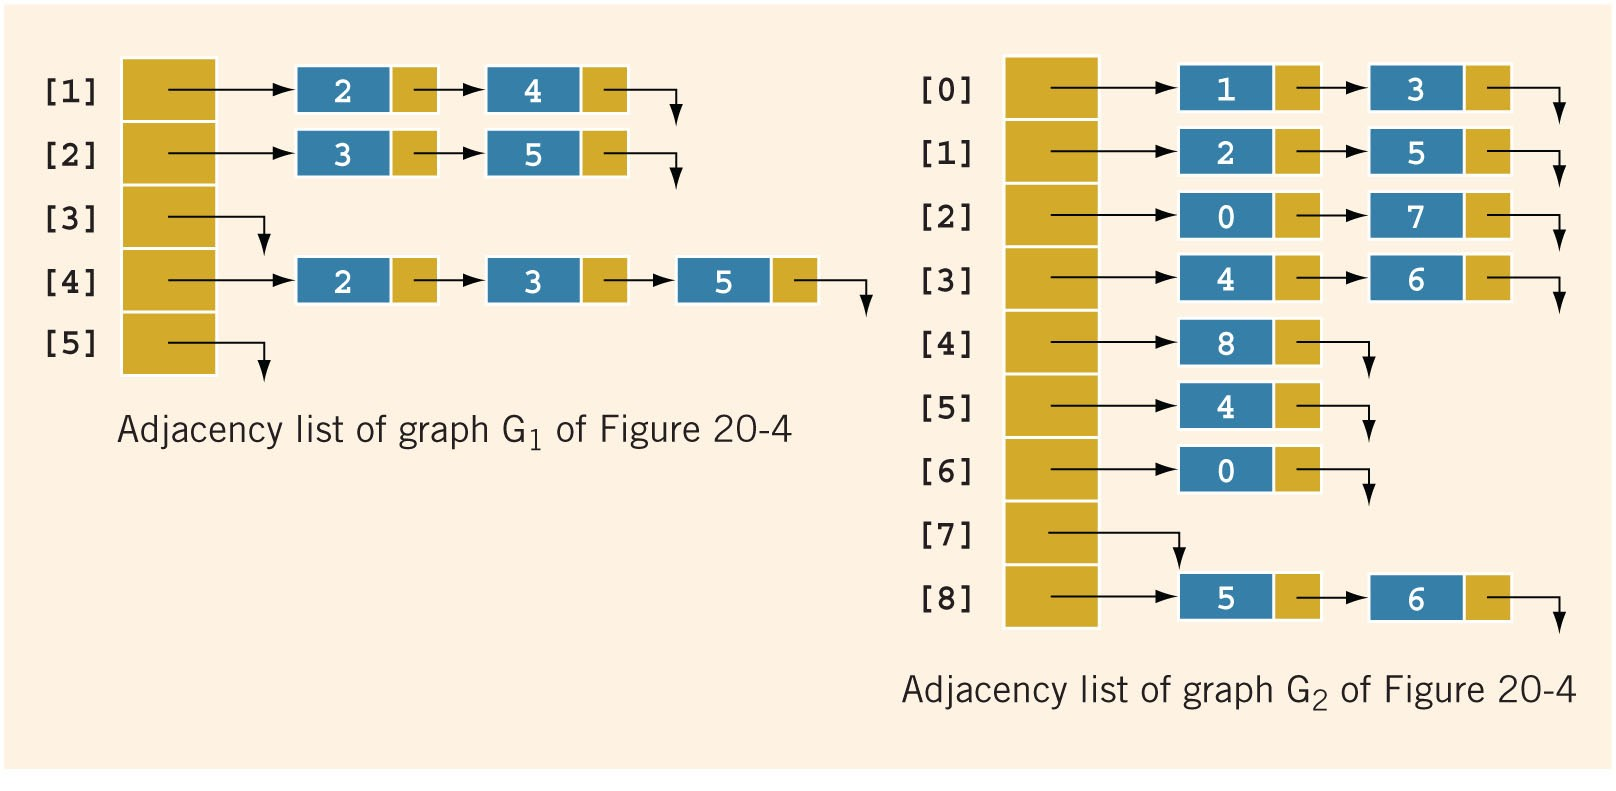 [1] 2 4
[2] 3 5
[3]
[4] 2 3 5
[5]
Adjacency list of graph G₁ of Figure 20-4
[0] 1 3
[1] 2 5
[2] 0 7
[3] 4 6
[4] 8
[5] 4
[6] 0
[7]
[8] 5 6
Adjacency list of graph G₂ of Figure 20-4